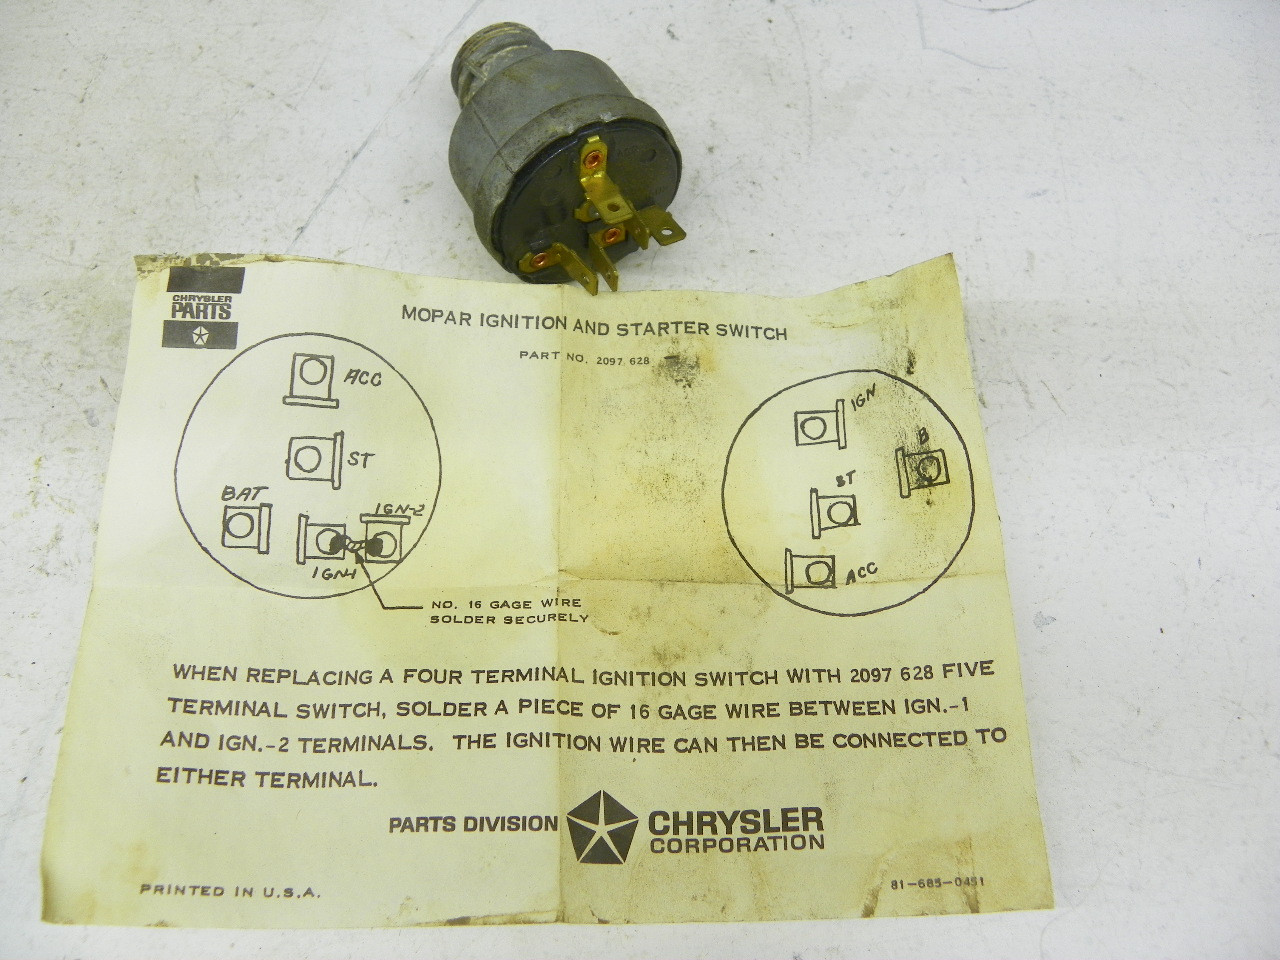 CHRYSLER
PARTS
MOPAR IGNITION AND STARTER SWITCH
PART NO. 2097 628
ACC
ST
BAT
IGN-2
IGN-1
NO. 16 GAGE WIRE
SOLDER SECURELY
IGN
B
ST
ACC
WHEN REPLACING A FOUR TERMINAL IGNITION SWITCH WITH 2097 628 FIVE
TERMINAL SWITCH, SOLDER A PIECE OF 16 GAGE WIRE BETWEEN IGN.-1
AND IGN.-2 TERMINALS. THE IGNITION WIRE CAN THEN BE CONNECTED TO
EITHER TERMINAL.
PARTS DIVISION CHRYSLER
CORPORATION
PRINTED IN U.S.A.
81-685-0451